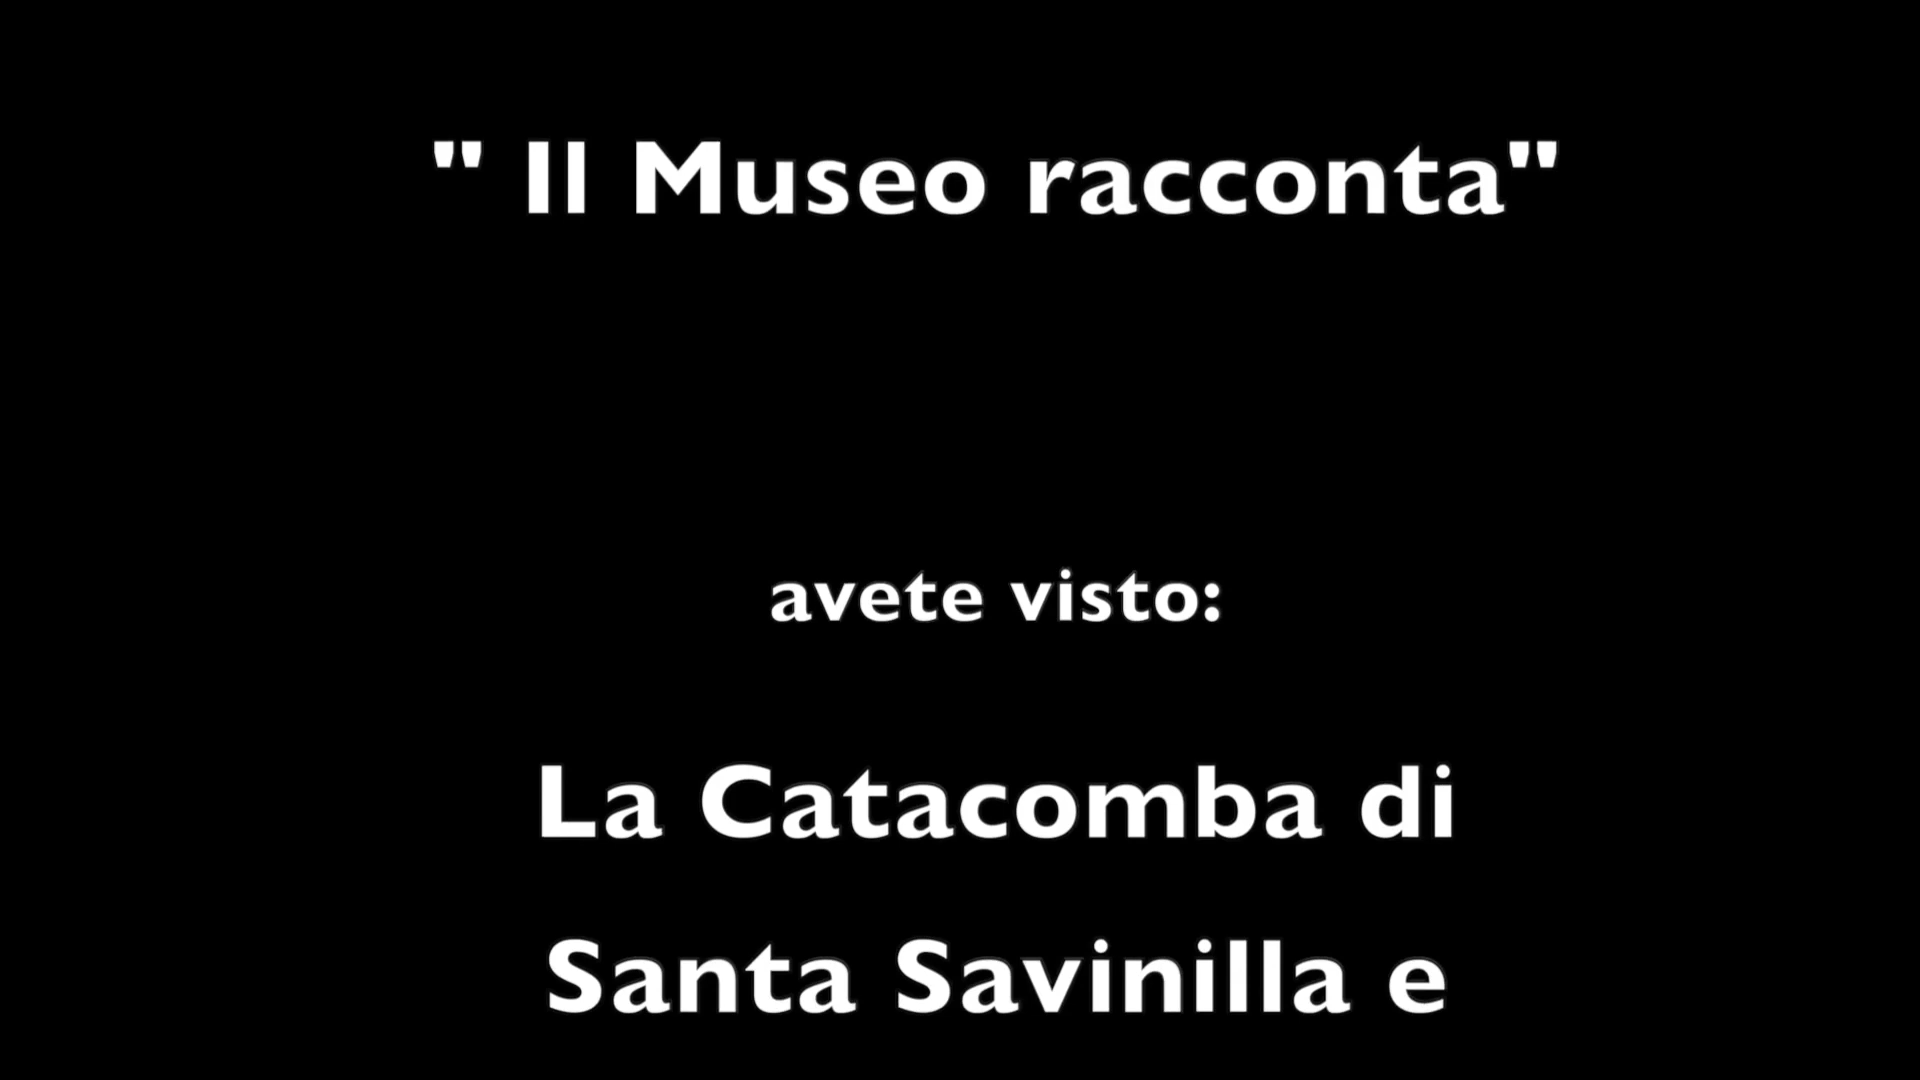 " Il Museo racconta"
avete visto:
La Catacomba di
Santa Savinilla e